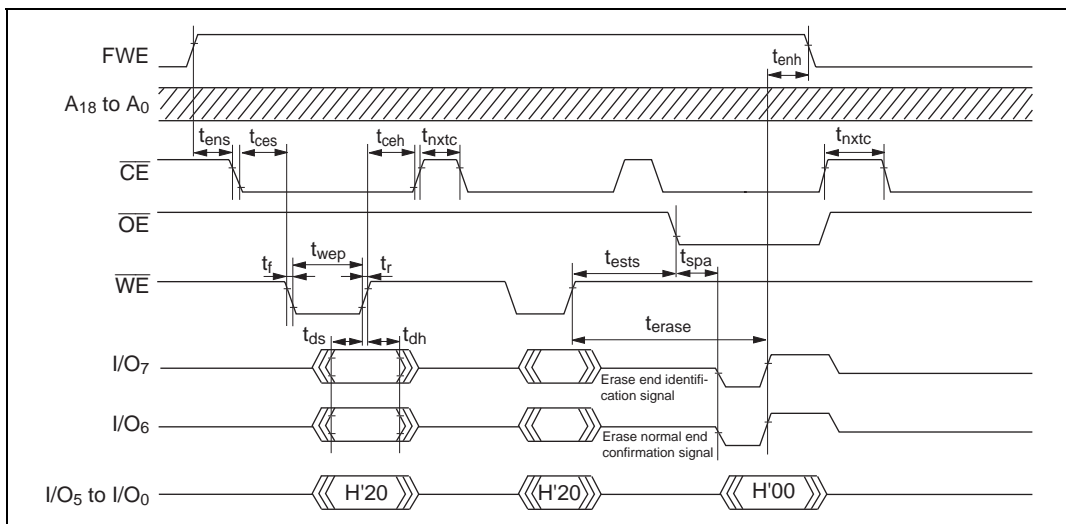 FWE
tenh
A18 to A0
tens
tces
tceh
tnxtc
tnxtc
CE
OE
twep
tests
tspa
tf
tr
WE
terase
tds
tdh
I/O7
Erase end identifi-
cation signal
I/O6
Erase normal end
confirmation signal
I/O5 to I/O0
H'20
H'20
H'00